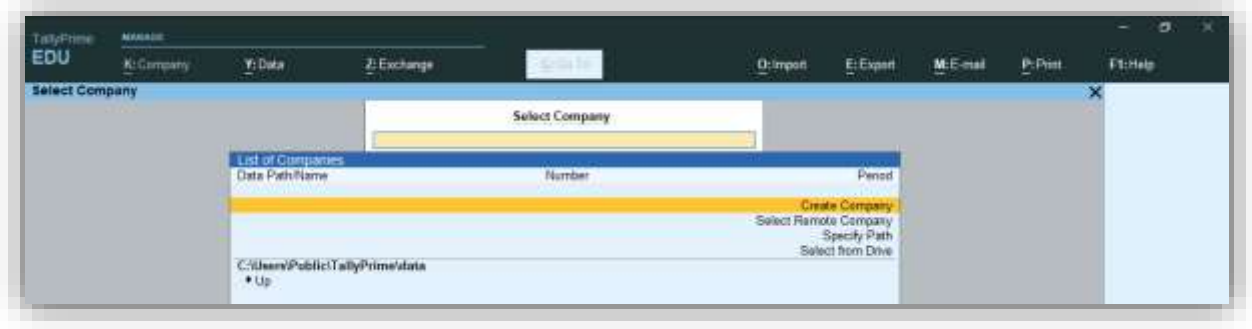 TallyPrime
MANAGE
EDU
K:Company Y:Data Z:Exchange G:Go To O:Import E:Export M:E-mail P:Print F1:Help
Select Company
Select Company
List of Companies
Data Path/Name Number Period
Create Company
Select Remote Company
Specify Path
Select from Drive
C:\Users\Public\TallyPrime\data
♦ Up